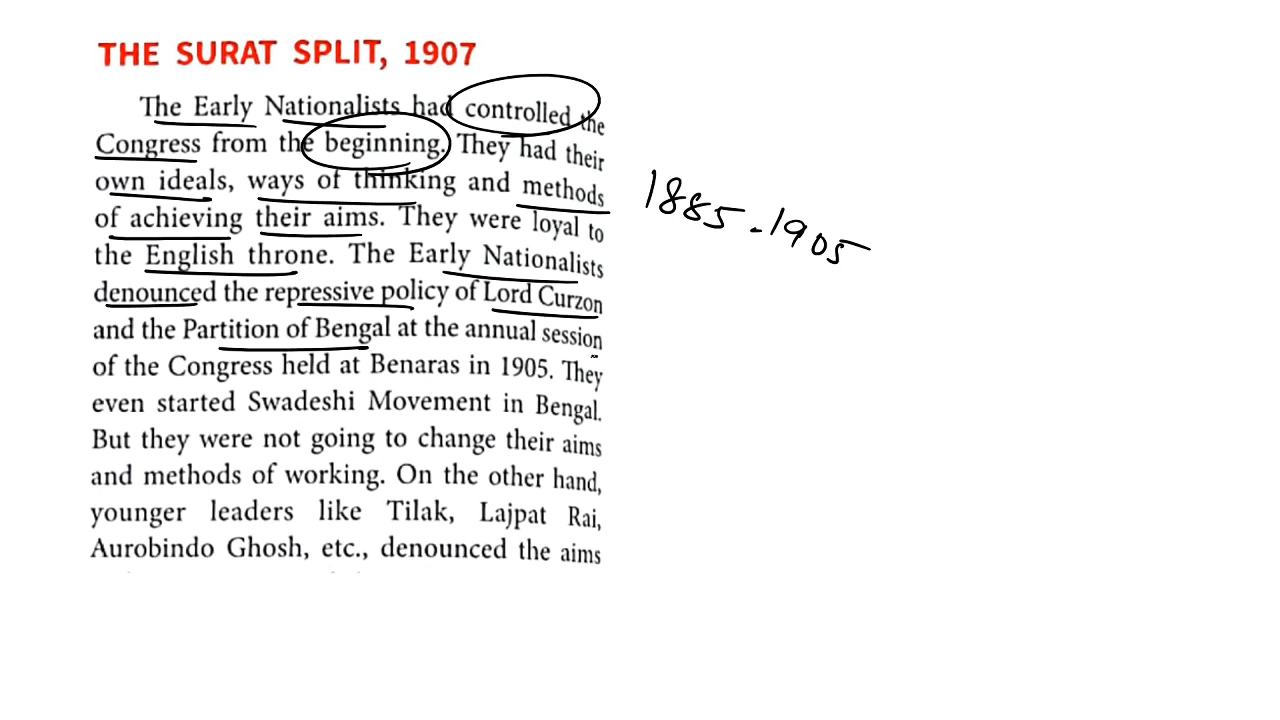 THE SURAT SPLIT, 1907
The Early Nationalists had controlled the
Congress from the beginning. They had their
own ideals, ways of thinking and methods
of achieving their aims. They were loyal to
the English throne. The Early Nationalists
denounced the repressive policy of Lord Curzon
and the Partition of Bengal at the annual session
of the Congress held at Benaras in 1905. They
even started Swadeshi Movement in Bengal.
But they were not going to change their aims
and methods of working. On the other hand,
younger leaders like Tilak, Lajpat Rai,
Aurobindo Ghosh, etc., denounced the aims
1885-1905